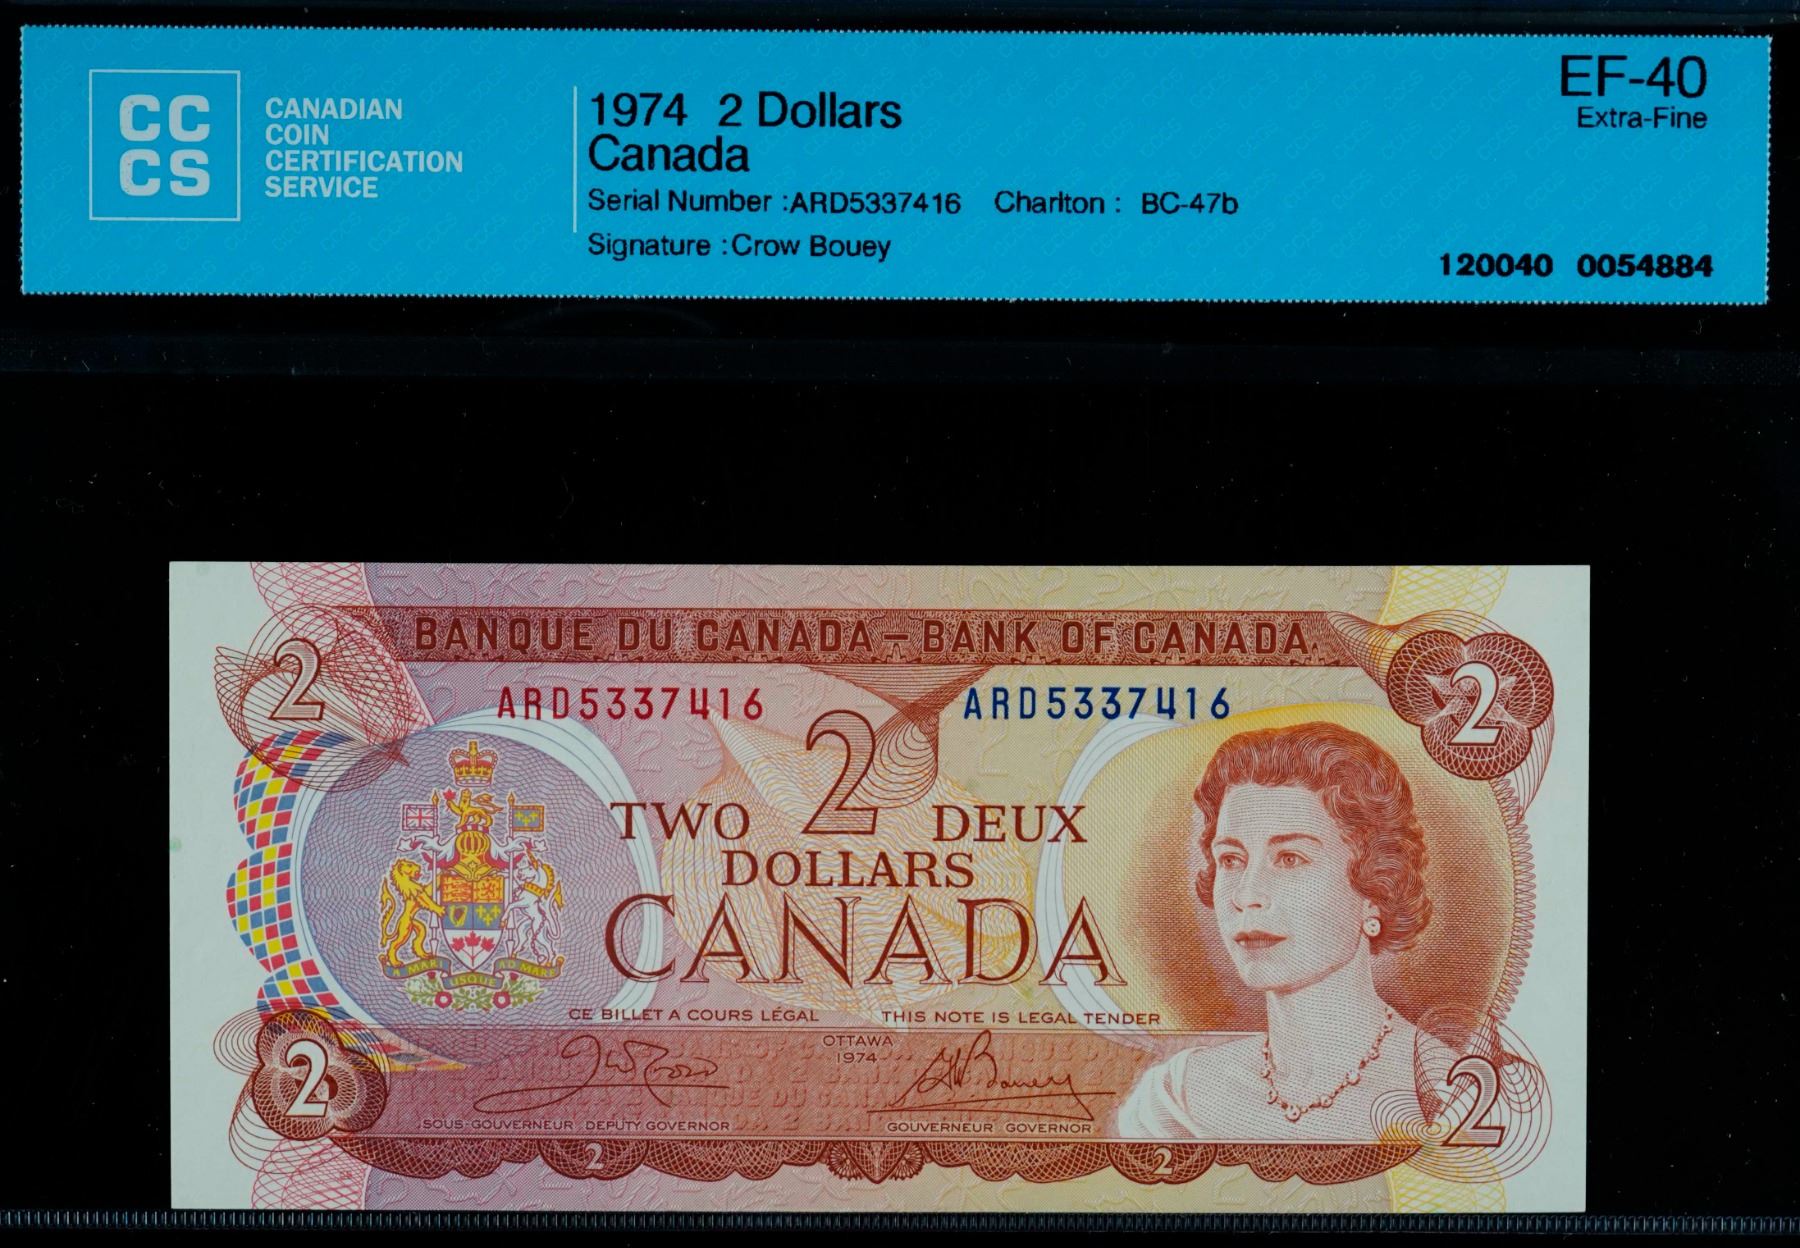 CC
CS
CANADIAN
COIN
CERTIFICATION
SERVICE
1974 2 Dollars
Canada
Serial Number :ARD5337416 Charlton : BC-47b
Signature :Crow Bouey
EF-40
Extra-Fine
120040 0054884
BANQUE DU CANADA – BANK OF CANADA
2
2
ARD5337416
ARD5337416
2
TWO DEUX
DOLLARS
CANADA
A MARI USQUE AD MARE
CE BILLET A COURS LÉGAL THIS NOTE IS LEGAL TENDER
OTTAWA
1974
2
2
SOUS-GOUVERNEUR DEPUTY GOVERNOR
GOUVERNEUR GOVERNOR
2
2